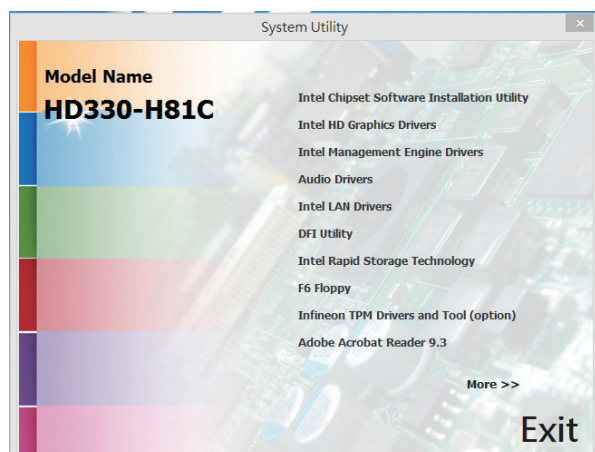 System Utility
Model Name
HD330-H81C
Intel Chipset Software Installation Utility
Intel HD Graphics Drivers
Intel Management Engine Drivers
Audio Drivers
Intel LAN Drivers
DFI Utility
Intel Rapid Storage Technology
F6 Floppy
Infineon TPM Drivers and Tool (option)
Adobe Acrobat Reader 9.3
More >>
Exit